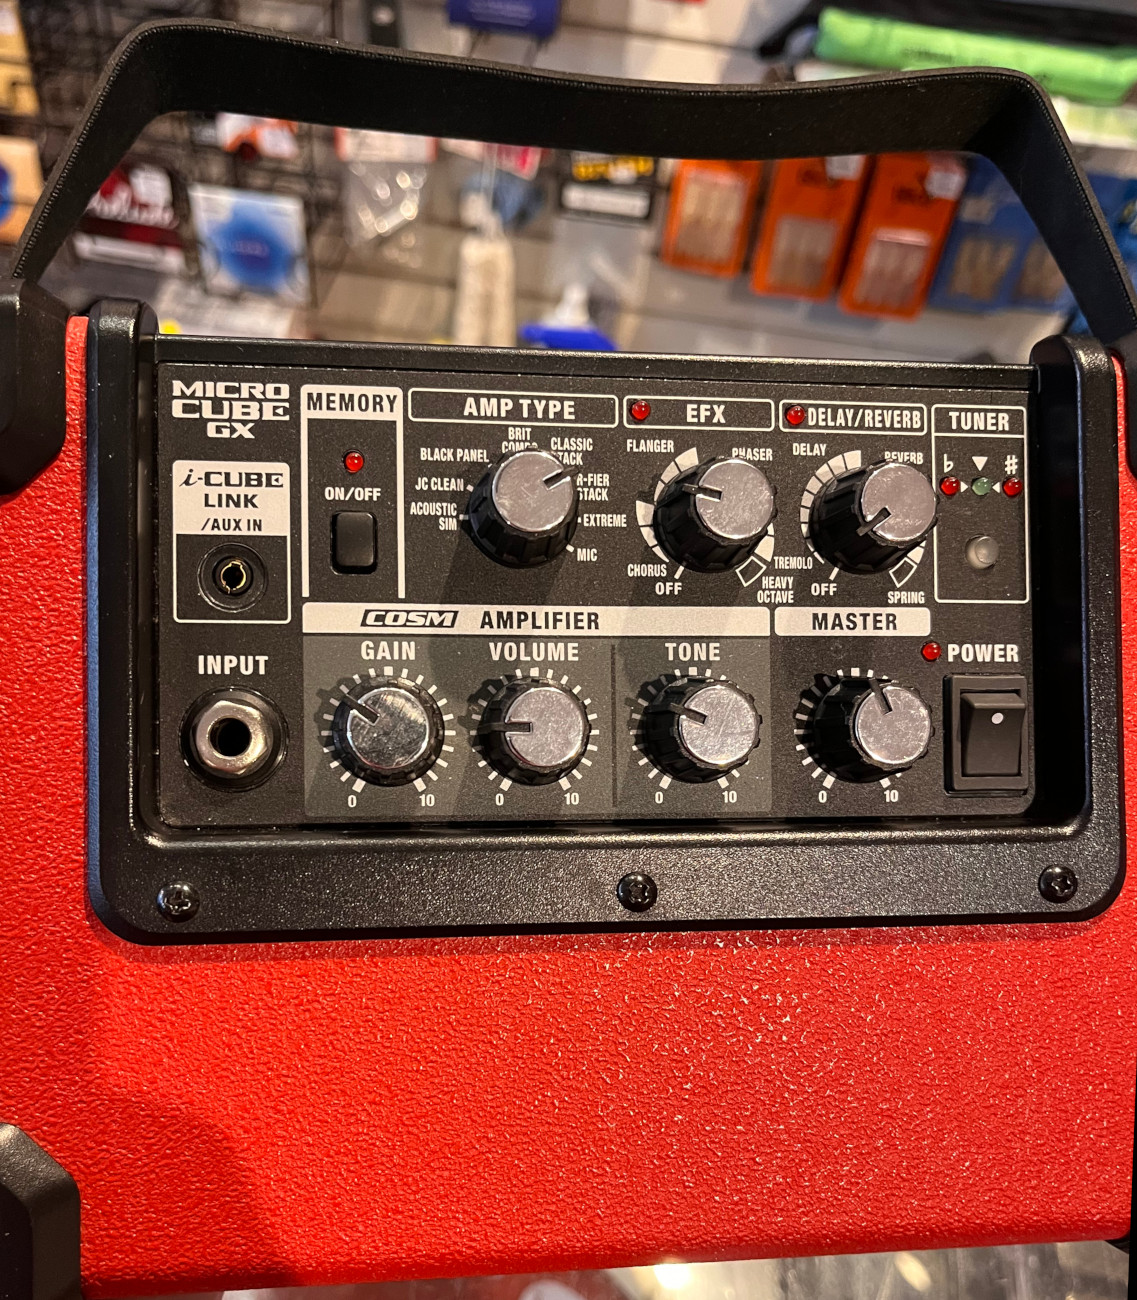 MICRO
CUBE
GX
i-CUBE
LINK
/AUX IN
INPUT
MEMORY
ON/OFF
AMP TYPE
BRIT
CLASSIC
BLACK PANEL
JC CLEAN
STACK
ACOUSTIC
SIM
EXTREME
MIC
EFX
FLANGER
PHASER
CHORUS
OFF
HEAVY
OCTAVE
DELAY/REVERB
DELAY
REVERB
TREMOLO
OFF
SPRING
TUNER
♭ ♯
COSM AMPLIFIER
MASTER
GAIN
VOLUME
TONE
POWER
0 10
0 10
0 10
0 10